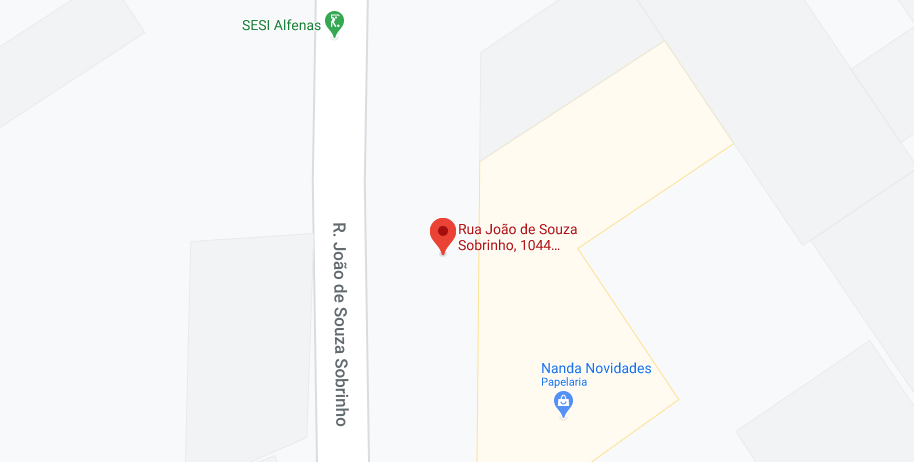 SESI Alfenas
R. João de Souza Sobrinho
Rua João de Souza
Sobrinho, 1044...
Nanda Novidades
Papelaria